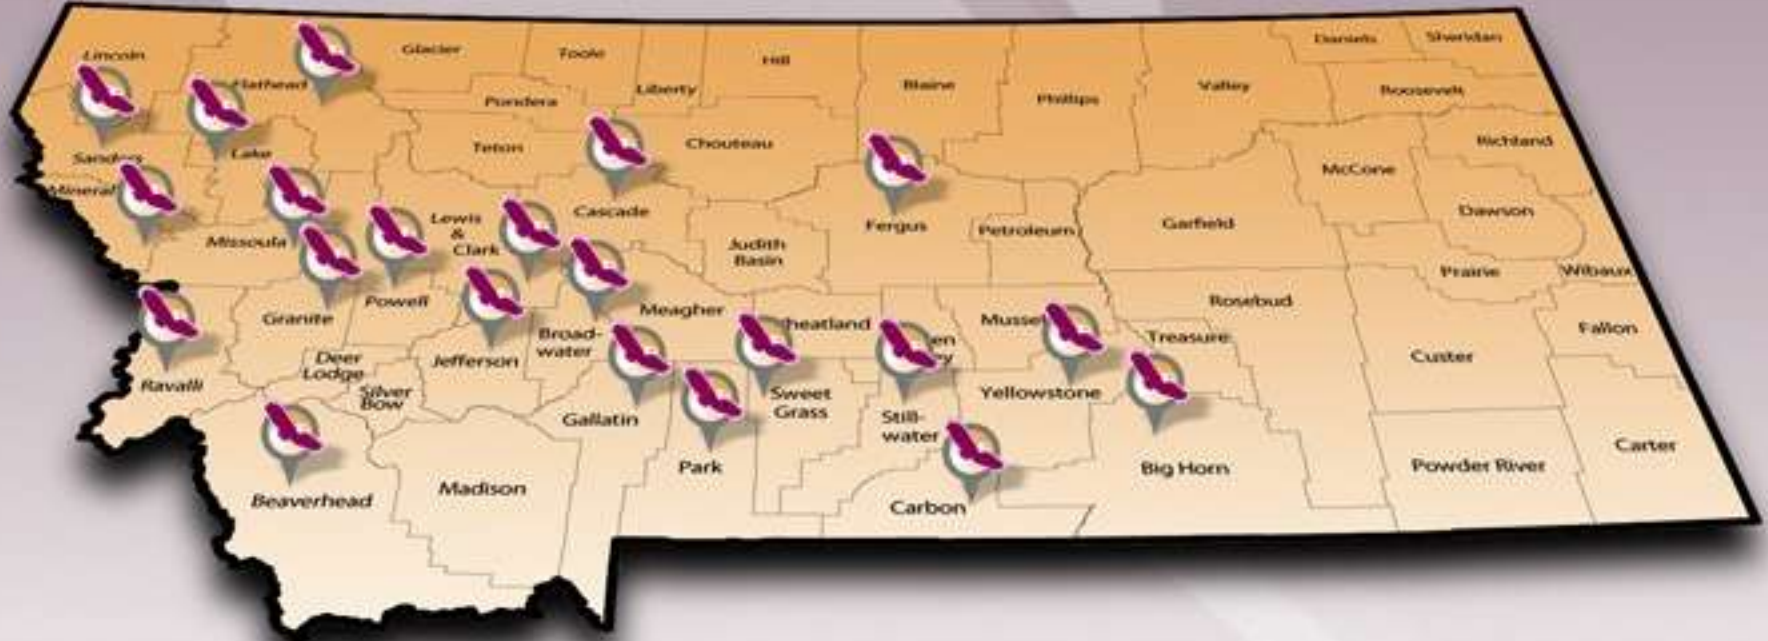 Lincoln
Flathead
Glacier
Toole
Liberty
Hill
Blaine
Phillips
Valley
Daniels
Sheridan
Roosevelt
Pondera
Teton
Chouteau
Richland
McCone
Dawson
Sanders
Lake
Mineral
Missoula
Lewis
&
Clark
Cascade
Judith
Basin
Fergus
Petroleum
Garfield
Prairie
Wibaux
Granite
Powell
Meagher
Broad-
water
Jefferson
heatland
en
ey
Mussel
Treasure
Rosebud
Custer
Fallon
Ravalli
Deer
Lodge
Silver
Bow
Gallatin
Sweet
Grass
Still-
water
Yellowstone
Beaverhead
Madison
Park
Carbon
Big Horn
Powder River
Carter